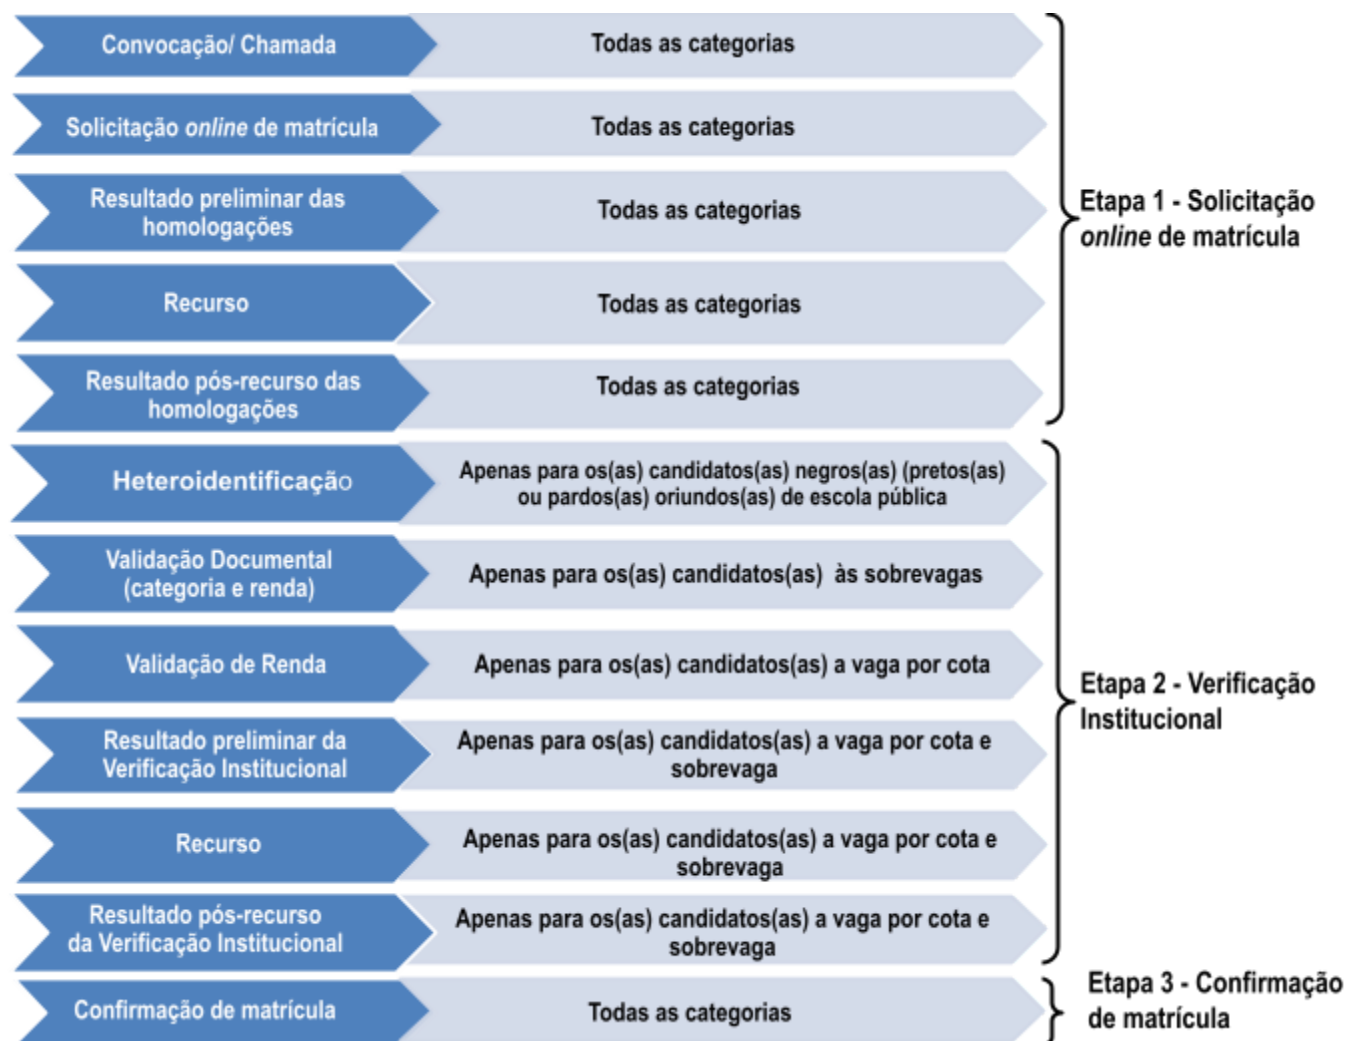 Convocação/ Chamada
Todas as categorias
Solicitação online de matrícula
Todas as categorias
Resultado preliminar das
homologações
Todas as categorias
Recurso
Todas as categorias
Resultado pós-recurso das
homologações
Todas as categorias
Etapa 1 - Solicitação
online de matrícula
Heteroidentificação
Apenas para os(as) candidatos(as) negros(as) (pretos(as)
ou pardos(as) oriundos(as) de escola pública
Validação Documental
(categoria e renda)
Apenas para os(as) candidatos(as) às sobrevagas
Validação de Renda
Apenas para os(as) candidatos(as) a vaga por cota
Resultado preliminar da
Verificação Institucional
Apenas para os(as) candidatos(as) a vaga por cota e
sobrevaga
Recurso
Apenas para os(as) candidatos(as) a vaga por cota e
sobrevaga
Resultado pós-recurso
da Verificação Institucional
Apenas para os(as) candidatos(as) a vaga por cota e
sobrevaga
Etapa 2 - Verificação
Institucional
Confirmação de matrícula
Todas as categorias
Etapa 3 - Confirmação
de matrícula